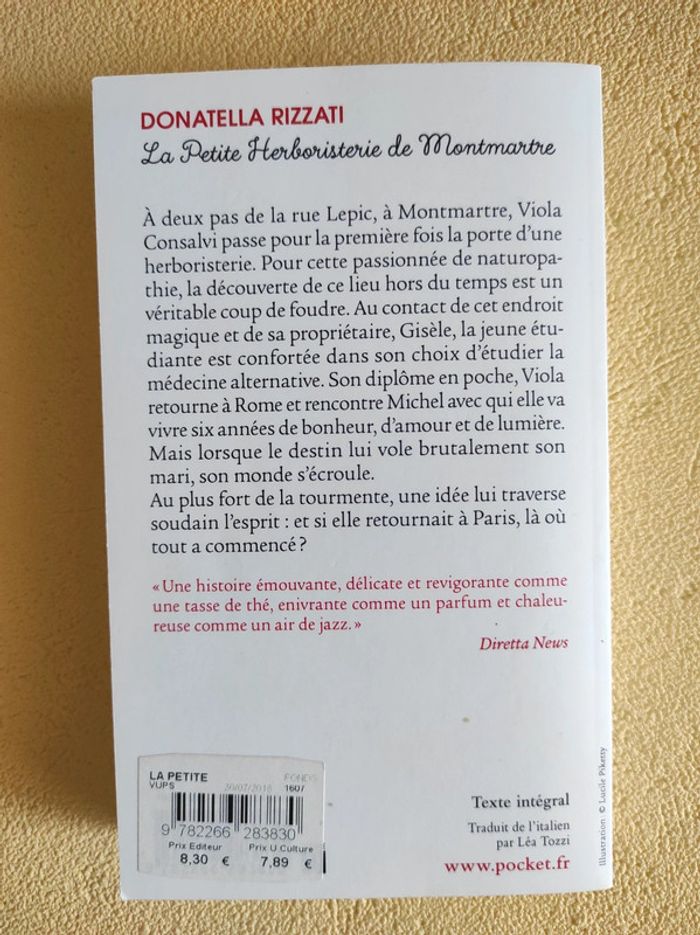 DONATELLA RIZZATI
La Petite Herboristerie de Montmartre
À deux pas de la rue Lepic, à Montmartre, Viola
Consalvi passe pour la première fois la porte d'une
herboristerie. Pour cette passionnée de naturopa-
thie, la découverte de ce lieu hors du temps est un
véritable coup de foudre. Au contact de cet endroit
magique et de sa propriétaire, Gisèle, la jeune étu-
diante est confortée dans son choix d'étudier la
médecine alternative. Son diplôme en poche, Viola
retourne à Rome et rencontre Michel avec qui elle va
vivre six années de bonheur, d'amour et de lumière.
Mais lorsque le destin lui vole brutalement son
mari, son monde s'écroule.
Au plus fort de la tourmente, une idée lui traverse
soudain l'esprit : et si elle retournait à Paris, là où
tout a commencé ?
« Une histoire émouvante, délicate et revigorante comme
une tasse de thé, enivrante comme un parfum et chaleu-
reuse comme un air de jazz. »
Diretta News
LA PETITE FONDS
VUPS 30/07/2018 1607
9 782266 283830
Prix Editeur Prix U Culture
8,30 € 7,89 €
Texte intégral
Traduit de l'italien
par Léa Tozzi
www.pocket.fr
Illustration © Lucile Piketty